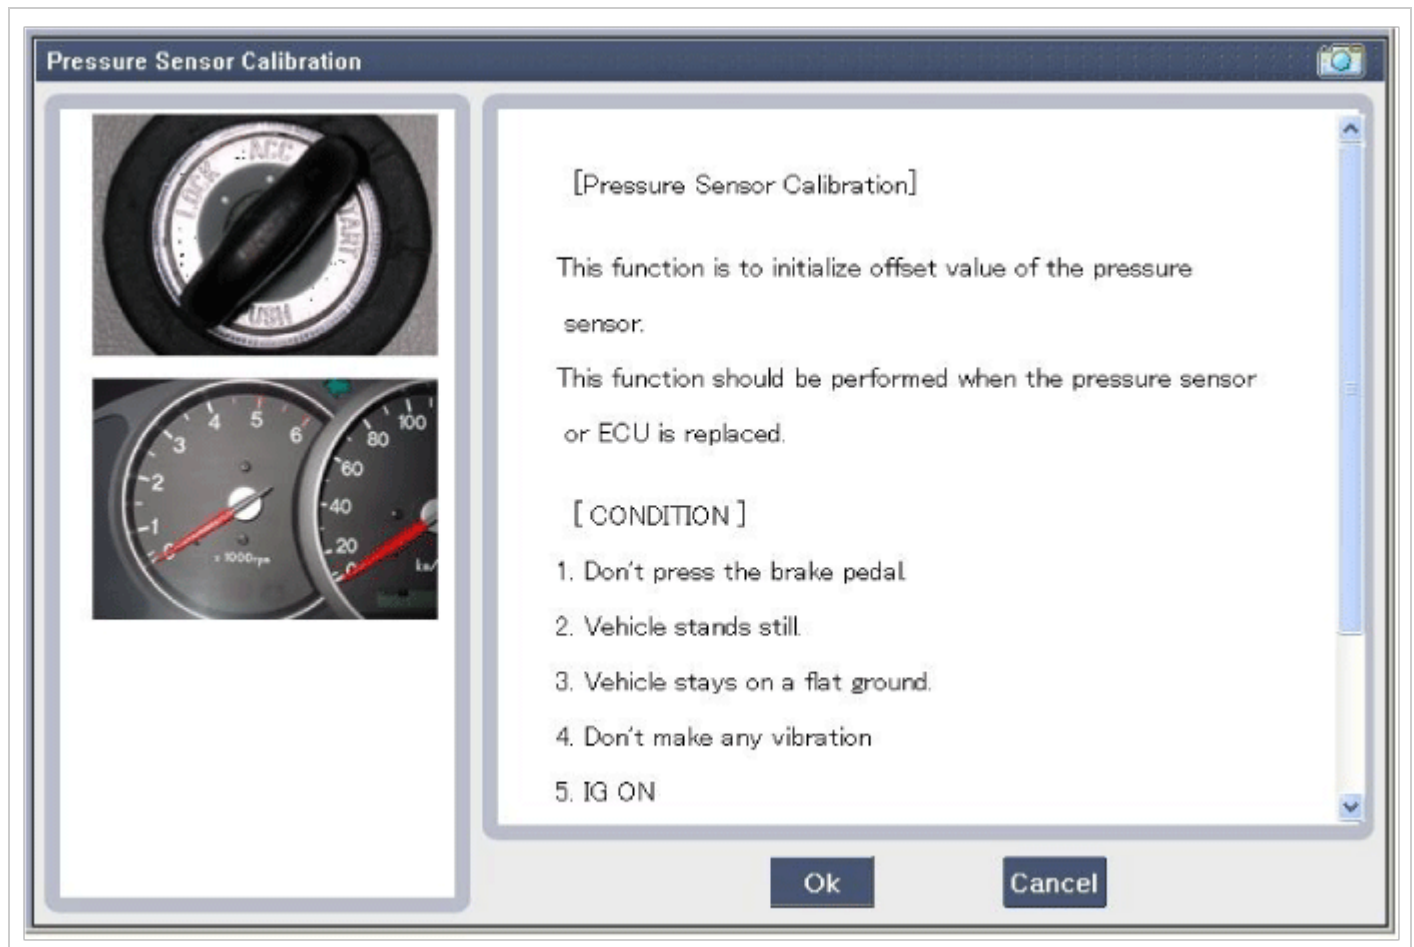 Pressure Sensor Calibration
LOCK
ACC
START
PUSH
0
1
2
3
4
5
6
x 1000rpm
0
20
40
60
80
100
km/
[Pressure Sensor Calibration]
This function is to initialize offset value of the pressure
sensor.
This function should be performed when the pressure sensor
or ECU is replaced.
[ CONDITION ]
1. Don't press the brake pedal.
2. Vehicle stands still.
3. Vehicle stays on a flat ground.
4. Don't make any vibration
5. IG ON
Ok
Cancel